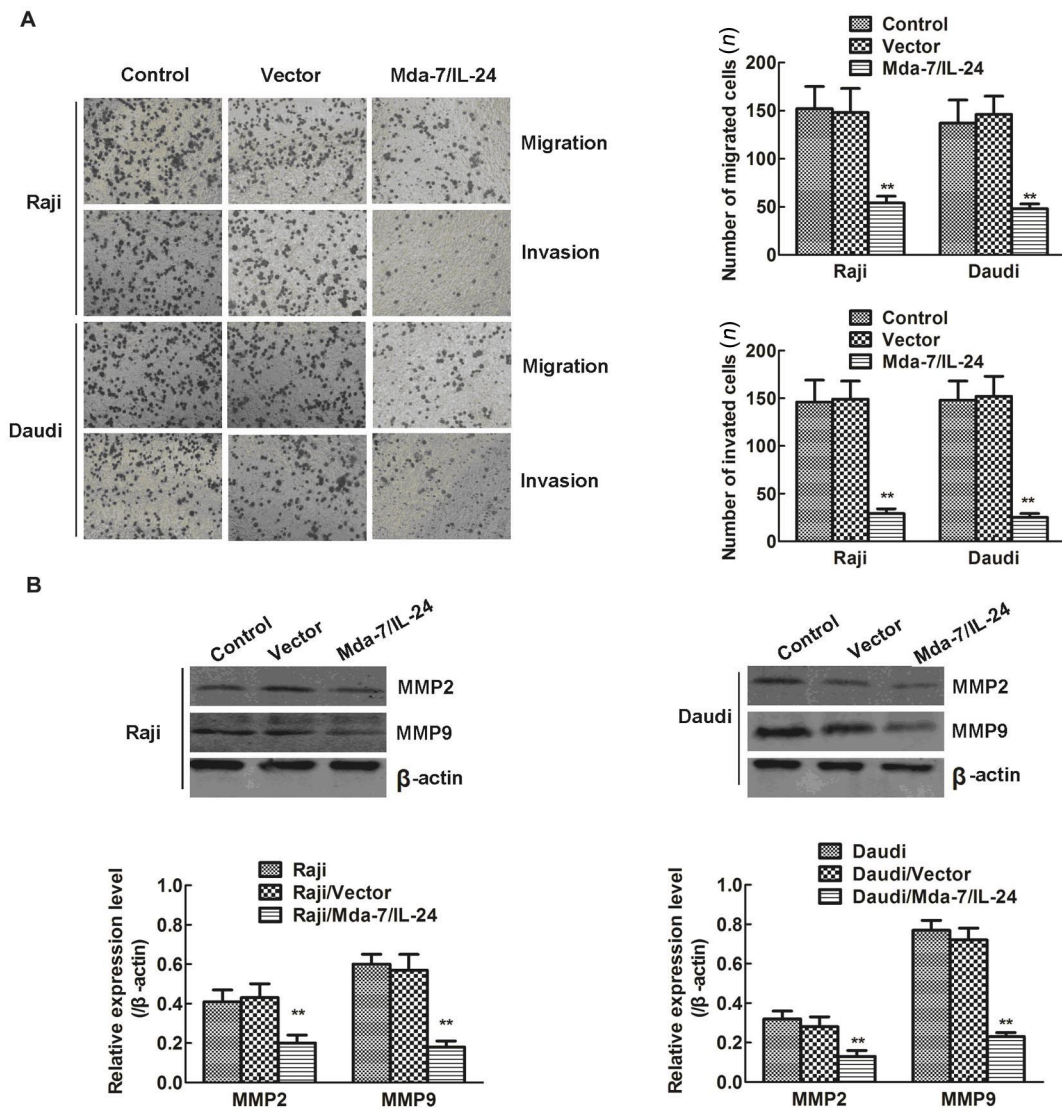 A
Control
Vector
Mda-7/IL-24
Raji
Migration
Invasion
Daudi
Migration
Invasion
Control
Vector
Mda-7/IL-24
Number of migrated cells (n)
200
150
100
50
0
**
**
Raji
Daudi
Control
Vector
Mda-7/IL-24
Number of invated cells (n)
200
150
100
50
0
**
**
Raji
Daudi
B
Control
Vector
Mda-7/IL-24
Raji
MMP2
MMP9
β-actin
Control
Vector
Mda-7/IL-24
Daudi
MMP2
MMP9
β-actin
Raji
Raji/Vector
Raji/Mda-7/IL-24
Relative expression level
(/β -actin)
1.0
0.8
0.6
0.4
0.2
0.0
**
**
MMP2
MMP9
Daudi
Daudi/Vector
Daudi/Mda-7/IL-24
Relative expression level
(/β -actin)
1.0
0.8
0.6
0.4
0.2
0.0
**
**
MMP2
MMP9